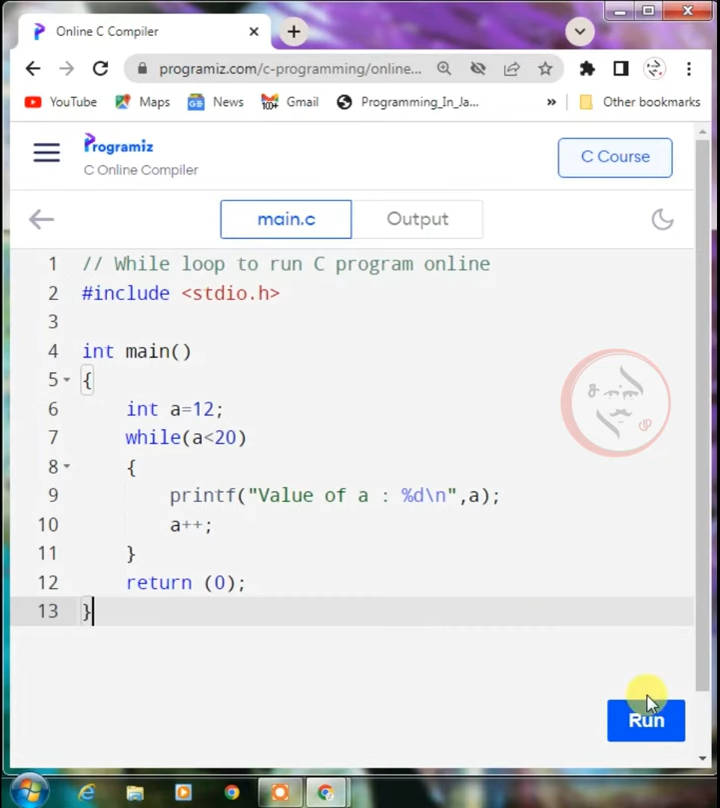 Online C Compiler
programiz.com/c-programming/online...
YouTube Maps News 100+ Gmail Programming_In_Ja... » Other bookmarks
Programiz
C Online Compiler
C Course
main.c Output
1 // While loop to run C program online
2 #include <stdio.h>
3
4 int main()
5 {
6 int a=12;
7 while(a<20)
8 {
9 printf("Value of a : %d\n",a);
10 a++;
11 }
12 return (0);
13 }
Run